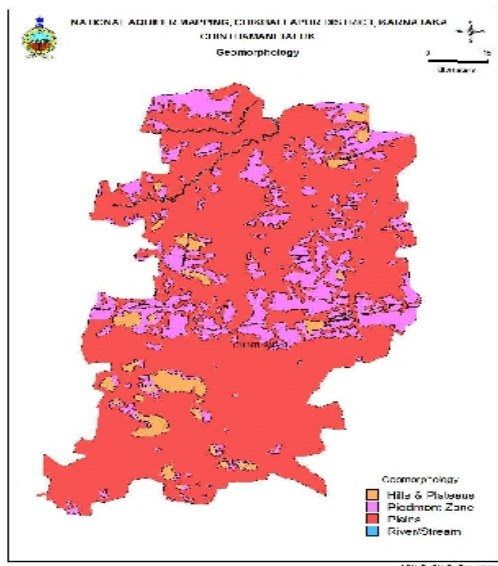 NATIONAL AQUIFER MAPPING, CHIKBALLAPUR DISTRICT, KARNATAKA
CHINTHAMANI TALUK
Geomorphology
Geomorphology
Hills & Plateaus
Piedmont Zone
Plains
River/Stream